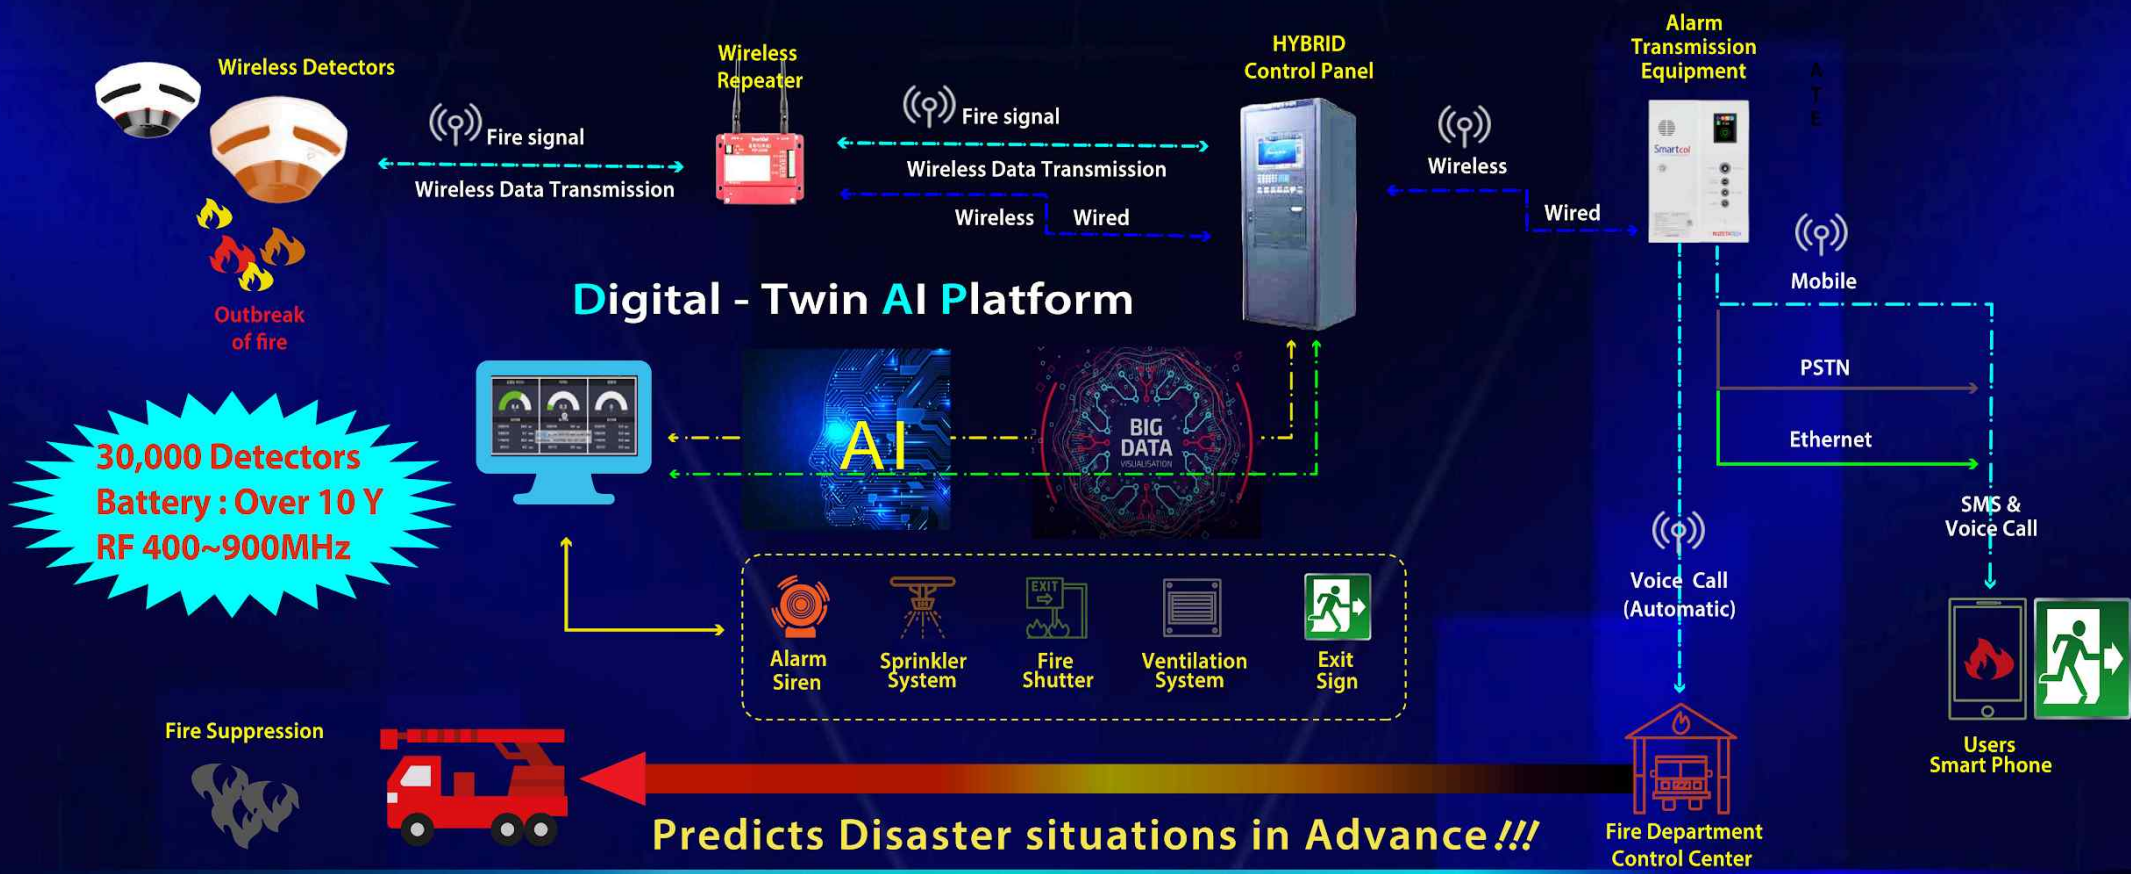 Wireless Detectors
Wireless
Repeater
HYBRID
Control Panel
Alarm
Transmission
Equipment
A
T
E
Fire signal
Wireless Data Transmission
Fire signal
Wireless Data Transmission
Wireless
Wired
Wireless
Wired
Smartcol
Mobile
Outbreak
of fire
Digital - Twin AI Platform
PSTN
Ethernet
SMS &
Voice Call
AI
BIG
DATA
VISUALISATION
30,000 Detectors
Battery : Over 10 Y
RF 400~900MHz
Voice Call
(Automatic)
EXIT
Alarm
Siren
Sprinkler
System
Fire
Shutter
Ventilation
System
Exit
Sign
Fire Suppression
Users
Smart Phone
Predicts Disaster situations in Advance !!!
Fire Department
Control Center